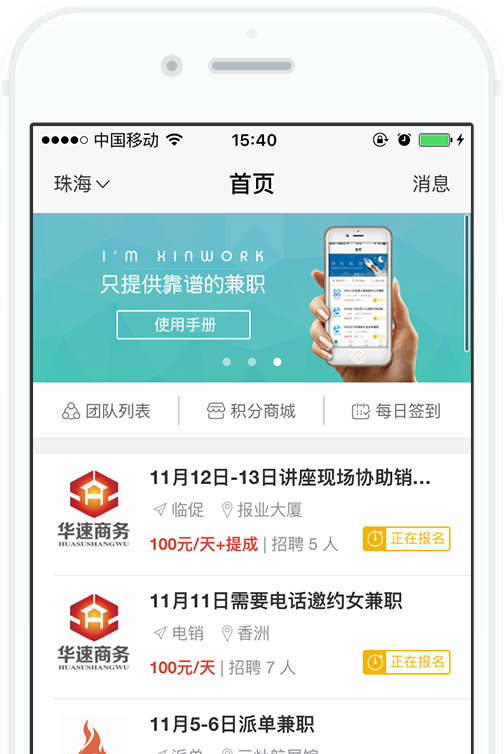 中国移动
15:40
珠海
首页
消息
I'M XINWORK
只提供靠谱的兼职
使用手册
团队列表
积分商城
每日签到
11月12日-13日讲座现场协助销...
临促 报业大厦
100元/天+提成 | 招聘 5 人
正在报名
华速商务
HUASUSHANGWU
11月11日需要电话邀约女兼职
电销 香洲
100元/天 | 招聘 7 人
正在报名
华速商务
HUASUSHANGWU
11月5-6日派单兼职
派单